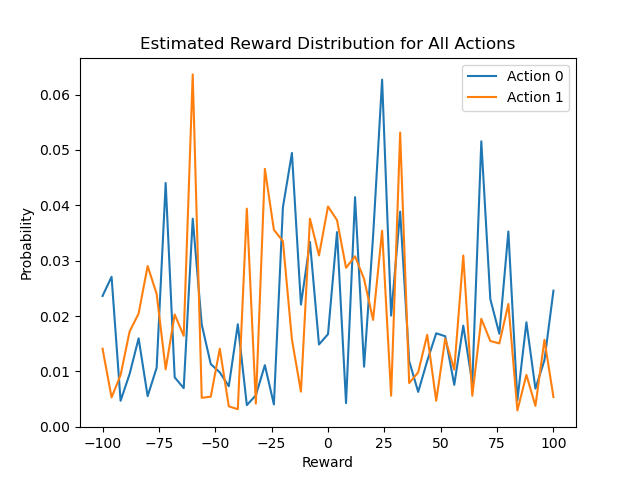 Estimated Reward Distribution for All Actions
Action 0
Action 1
0.06
0.05
0.04
0.03
0.02
0.01
0.00
Probability
−100 −75 −50 −25 0 25 50 75 100
Reward